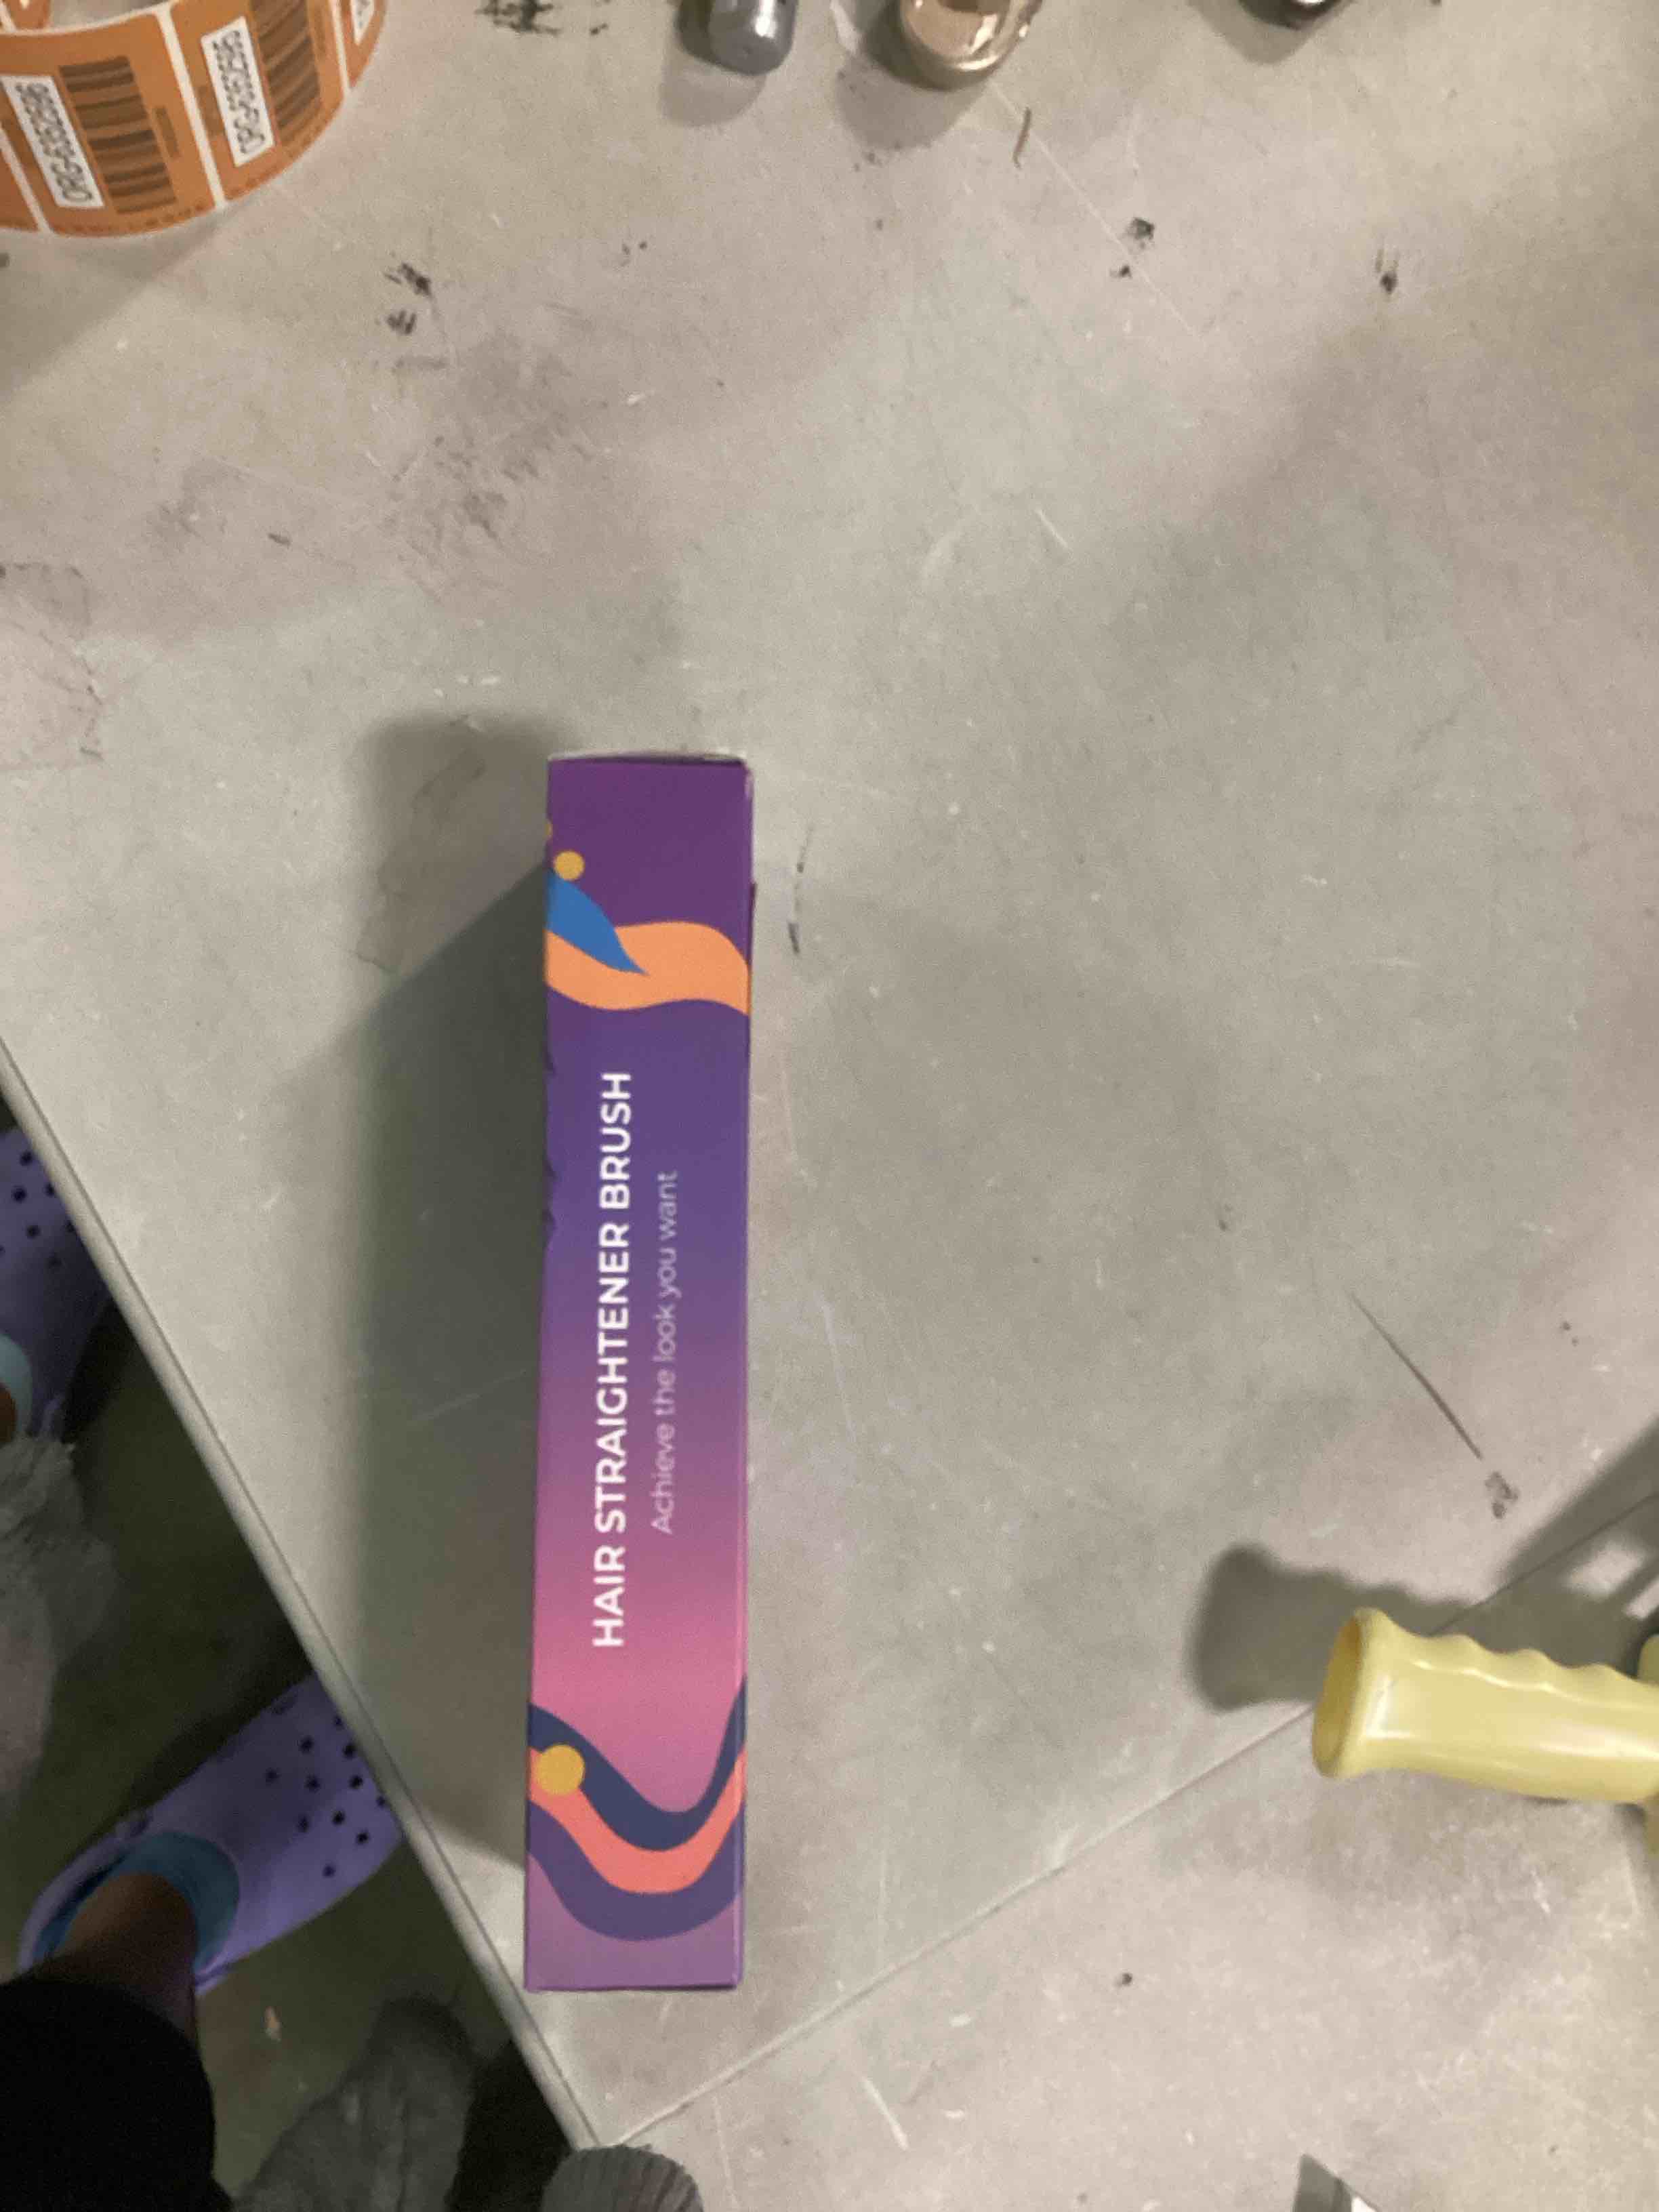 HAIR STRAIGHTENER BRUSH
Achieve the look you want